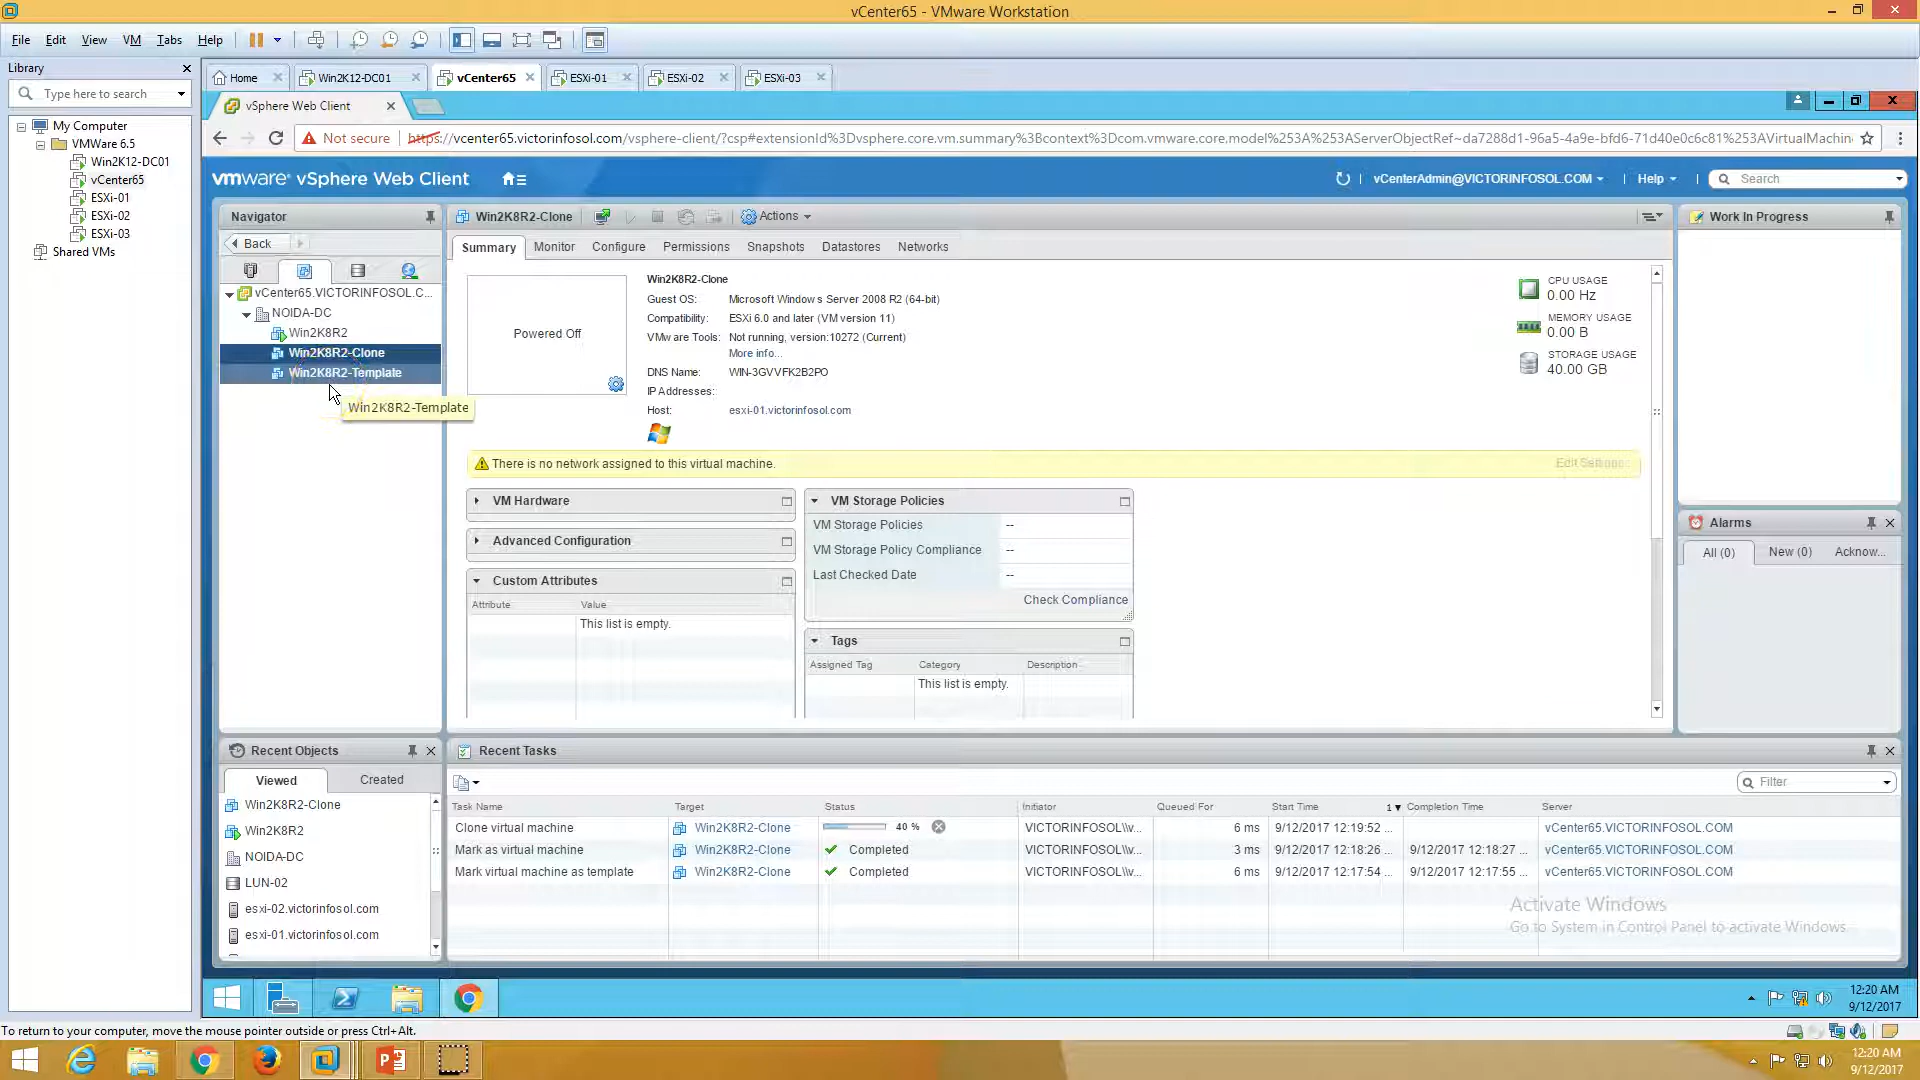 vCenter65 - VMware Workstation
File Edit View VM Tabs Help
Library
Type here to search
My Computer
VMWare 6.5
Win2K12-DC01
vCenter65
ESXi-01
ESXi-02
ESXi-03
Shared VMs
Home Win2K12-DC01 vCenter65 ESXi-01 ESXi-02 ESXi-03
vSphere Web Client
Not secure https://vcenter65.victorinfosol.com/vsphere-client/?csp#extensionId%3Dvsphere.core.vm.summary%3Bcontext%3Dcom.vmware.core.model%253A%253AServerObjectRef~da7288d1-96a5-4a9e-bfd6-71d40e0c6c81%253AVirtualMachin
vmware® vSphere Web Client
vCenterAdmin@VICTORINFOSOL.COM Help Search
Navigator
Back
vCenter65.VICTORINFOSOL.C...
NOIDA-DC
Win2K8R2
Win2K8R2-Clone
Win2K8R2-Template
Win2K8R2-Template
Win2K8R2-Clone Actions
Summary Monitor Configure Permissions Snapshots Datastores Networks
Powered Off
Win2K8R2-Clone
Guest OS: Microsoft Windows Server 2008 R2 (64-bit)
Compatibility: ESXi 6.0 and later (VM version 11)
VMware Tools: Not running, version:10272 (Current)
More info...
DNS Name: WIN-3GVVFK2B2PO
IP Addresses:
Host: esxi-01.victorinfosol.com
CPU USAGE
0.00 Hz
MEMORY USAGE
0.00 B
STORAGE USAGE
40.00 GB
There is no network assigned to this virtual machine. Edit Settings...
VM Hardware
Advanced Configuration
Custom Attributes
Attribute Value
This list is empty.
VM Storage Policies
VM Storage Policies --
VM Storage Policy Compliance --
Last Checked Date --
Check Compliance
Tags
Assigned Tag Category Description
This list is empty.
Work In Progress
Alarms
All (0) New (0) Acknow...
Recent Objects
Viewed Created
Win2K8R2-Clone
Win2K8R2
NOIDA-DC
LUN-02
esxi-02.victorinfosol.com
esxi-01.victorinfosol.com
Recent Tasks
Filter
Task Name Target Status Initiator Queued For Start Time 1 Completion Time Server
Clone virtual machine Win2K8R2-Clone 40 % VICTORINFOSOL\\v... 6 ms 9/12/2017 12:19:52 ... vCenter65.VICTORINFOSOL.COM
Mark as virtual machine Win2K8R2-Clone Completed VICTORINFOSOL\\v... 3 ms 9/12/2017 12:18:26 ... 9/12/2017 12:18:27 ... vCenter65.VICTORINFOSOL.COM
Mark virtual machine as template Win2K8R2-Clone Completed VICTORINFOSOL\\v... 6 ms 9/12/2017 12:17:54 ... 9/12/2017 12:17:55 ... vCenter65.VICTORINFOSOL.COM
Activate Windows
Go to System in Control Panel to activate Windows.
12:20 AM
9/12/2017
To return to your computer, move the mouse pointer outside or press Ctrl+Alt.
12:20 AM
9/12/2017